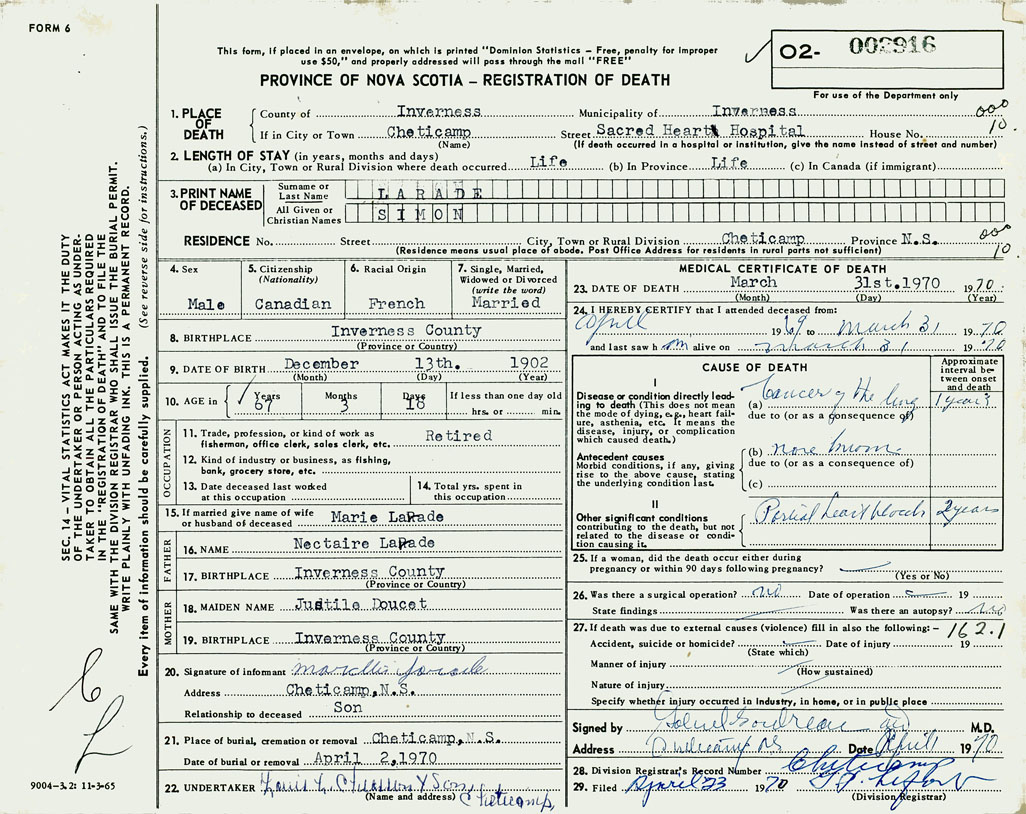 FORM 6
This form, if placed in an envelope, on which is printed "Dominion Statistics – Free, penalty for improper
use $50," and properly addressed will pass through the mail "FREE"
02- 002916
For use of the Department only
PROVINCE OF NOVA SCOTIA – REGISTRATION OF DEATH
1. PLACE OF DEATH County of Inverness Municipality of Inverness 000
If in City or Town Cheticamp Street Sacred Heart Hospital House No. 10
(Name) (If death occurred in a hospital or institution, give the name instead of street and number)
2. LENGTH OF STAY (in years, months and days)
(a) In City, Town or Rural Division where death occurred Life (b) In Province Life (c) In Canada (if immigrant)
3. PRINT NAME OF DECEASED Surname or Last Name LARADE
All Given or Christian Names SIMON
RESIDENCE No. Street City, Town or Rural Division Cheticamp Province N.S. 000 10
(Residence means usual place of abode. Post Office Address for residents in rural parts not sufficient)
4. Sex 5. Citizenship (Nationality) 6. Racial Origin 7. Single, Married, Widowed or Divorced (write the word)
Male Canadian French Married
8. BIRTHPLACE Inverness County
(Province or Country)
9. DATE OF BIRTH December 13th. 1902
(Month) (Day) (Year)
10. AGE in Years Months Days If less than one day old
67 3 18 hrs. or min.
OCCUPATION
11. Trade, profession, or kind of work as fisherman, office clerk, sales clerk, etc. Retired
12. Kind of industry or business, as fishing, bank, grocery store, etc.
13. Date deceased last worked at this occupation
14. Total yrs. spent in this occupation
15. If married give name of wife or husband of deceased Marie LaRade
FATHER
16. NAME Nectaire LaRade
17. BIRTHPLACE Inverness County
(Province or Country)
MOTHER
18. MAIDEN NAME Justile Doucet
19. BIRTHPLACE Inverness County
(Province or Country)
20. Signature of informant
Address Cheticamp, N.S.
Relationship to deceased Son
21. Place of burial, cremation or removal Cheticamp, N.S.
Date of burial or removal April 2, 1970
22. UNDERTAKER & Son, Cheticamp,
(Name and address)
MEDICAL CERTIFICATE OF DEATH
23. DATE OF DEATH March 31st. 1970 1970.
(Month) (Day) (Year)
24. I HEREBY CERTIFY that I attended deceased from:
April 1969 to March 31 1970
and last saw him alive on March 31 1970
CAUSE OF DEATH
Approximate interval between onset and death
I
Disease or condition directly leading to death (This does not mean the mode of dying, e.g., heart failure, asthenia, etc. It means the disease, injury, or complication which caused death.)
(a) Cancer of the lung 1 years
due to (or as a consequence of)
Antecedent causes
Morbid conditions, if any, giving rise to the above cause, stating the underlying condition last.
(b) none known
due to (or as a consequence of)
(c)
II
Other significant conditions contributing to the death, but not related to the disease or condition causing it.
Partial heart block 2 years
25. If a woman, did the death occur either during pregnancy or within 90 days following pregnancy?
(Yes or No)
26. Was there a surgical operation? no Date of operation 19
State findings Was there an autopsy? no
27. If death was due to external causes (violence) fill in also the following: – 162.1
Accident, suicide or homicide? Date of injury 19
(State which)
Manner of injury
(How sustained)
Nature of injury
Specify whether injury occurred in industry, in home, or in public place
Signed by M.D.
Address Cheticamp NS Date April 1 1970
28. Division Registrar's Record Number Cheticamp
29. Filed April 23 1970
(Division Registrar)
SEC. 14 – VITAL STATISTICS ACT MAKES IT THE DUTY
OF THE UNDERTAKER OR PERSON ACTING AS UNDER-
TAKER TO OBTAIN ALL THE PARTICULARS REQUIRED
IN THE "REGISTRATION OF DEATH" AND TO FILE THE
SAME WITH THE DIVISION REGISTRAR WHO SHALL ISSUE THE BURIAL PERMIT.
WRITE PLAINLY WITH UNFADING INK. THIS IS A PERMANENT RECORD.
Every item of information should be carefully supplied. (See reverse side for instructions.)
9004-3.2: 11-3-65